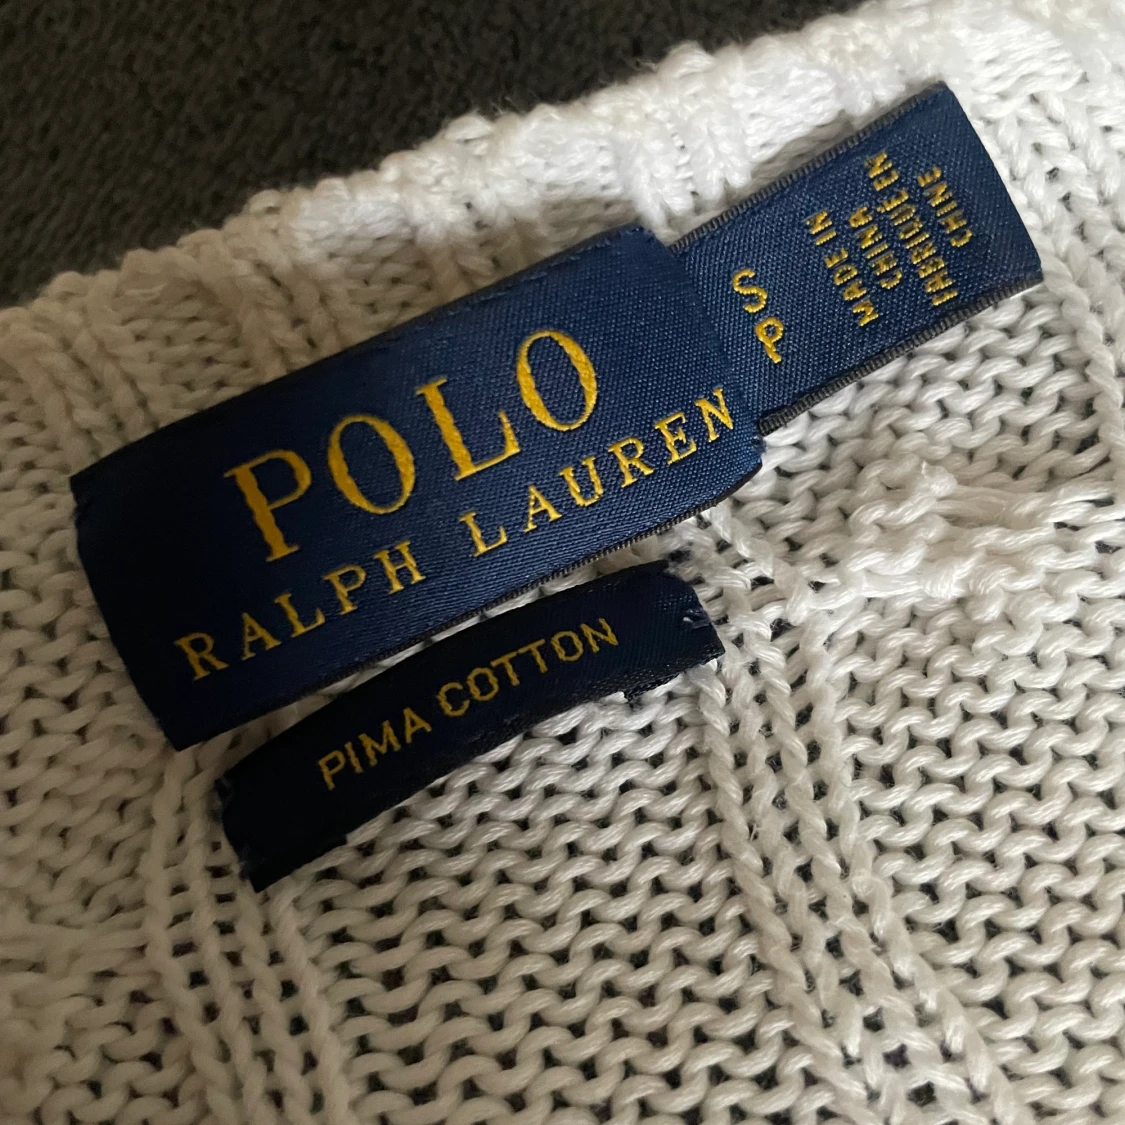 POLO
RALPH LAUREN
S
P
MADE IN
CHINA
FABRIQUÉ EN
CHINE
PIMA COTTON